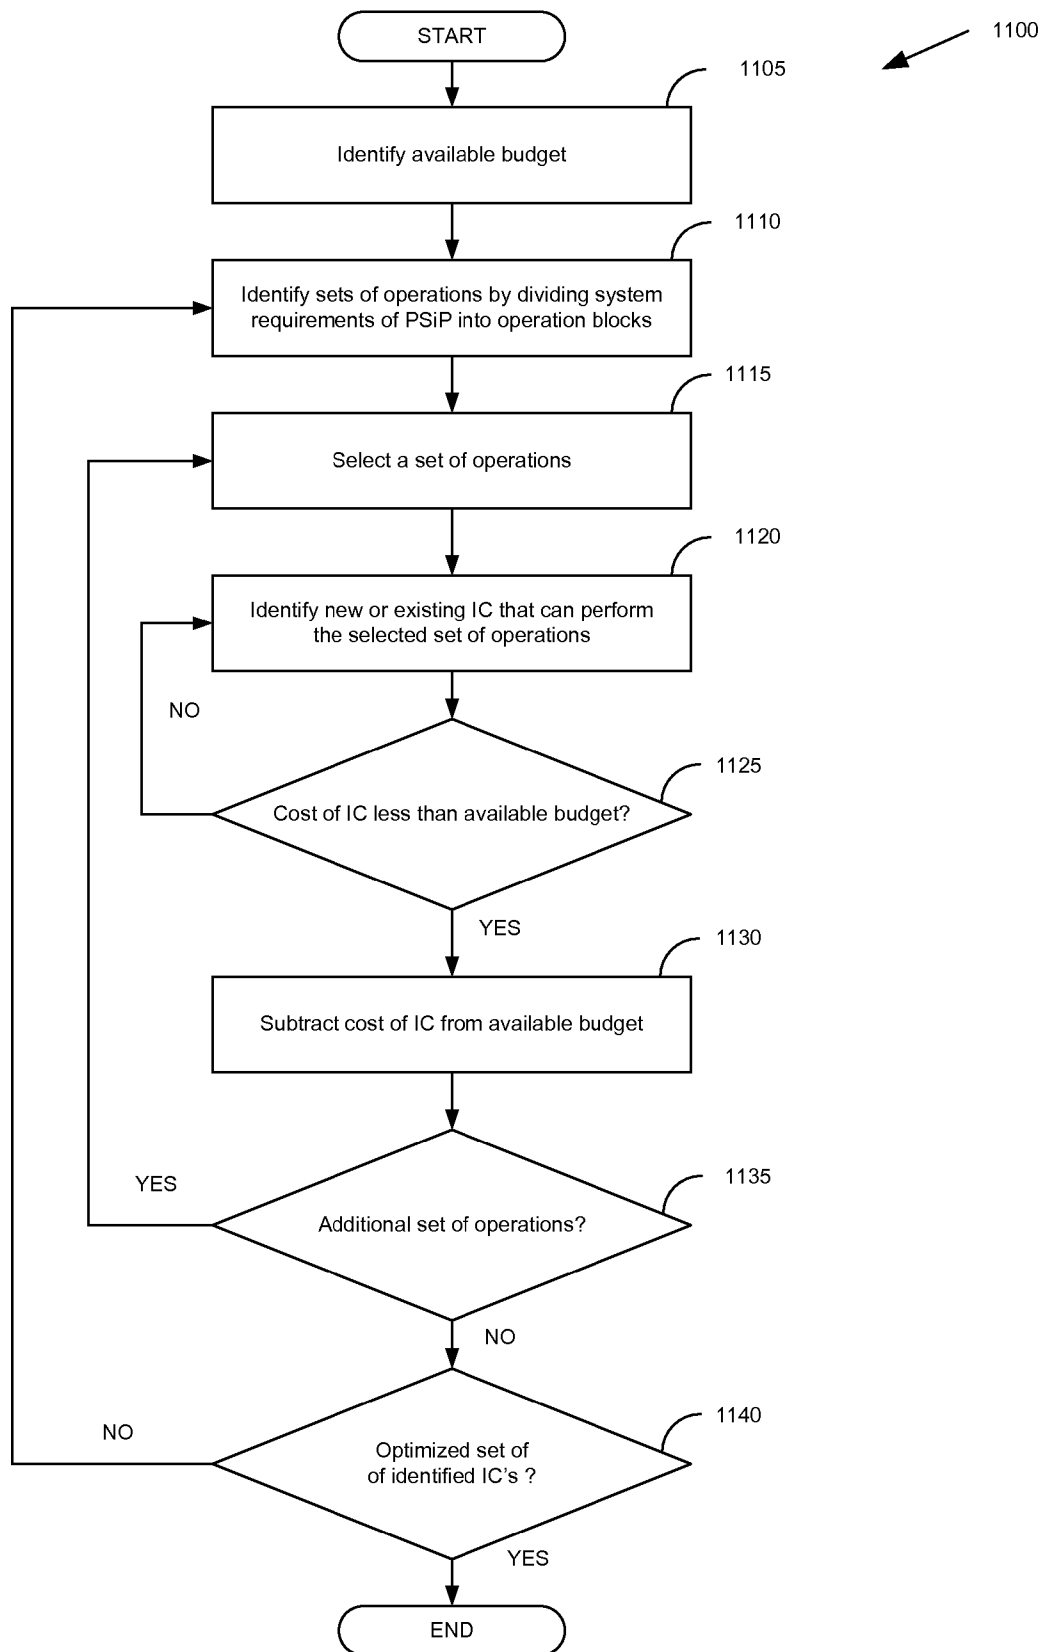 START
1100
1105
Identify available budget
1110
Identify sets of operations by dividing system
requirements of PSiP into operation blocks
1115
Select a set of operations
1120
Identify new or existing IC that can perform
the selected set of operations
NO
1125
Cost of IC less than available budget?
YES
1130
Subtract cost of IC from available budget
YES
1135
Additional set of operations?
NO
NO
1140
Optimized set of
of identified IC's ?
YES
END